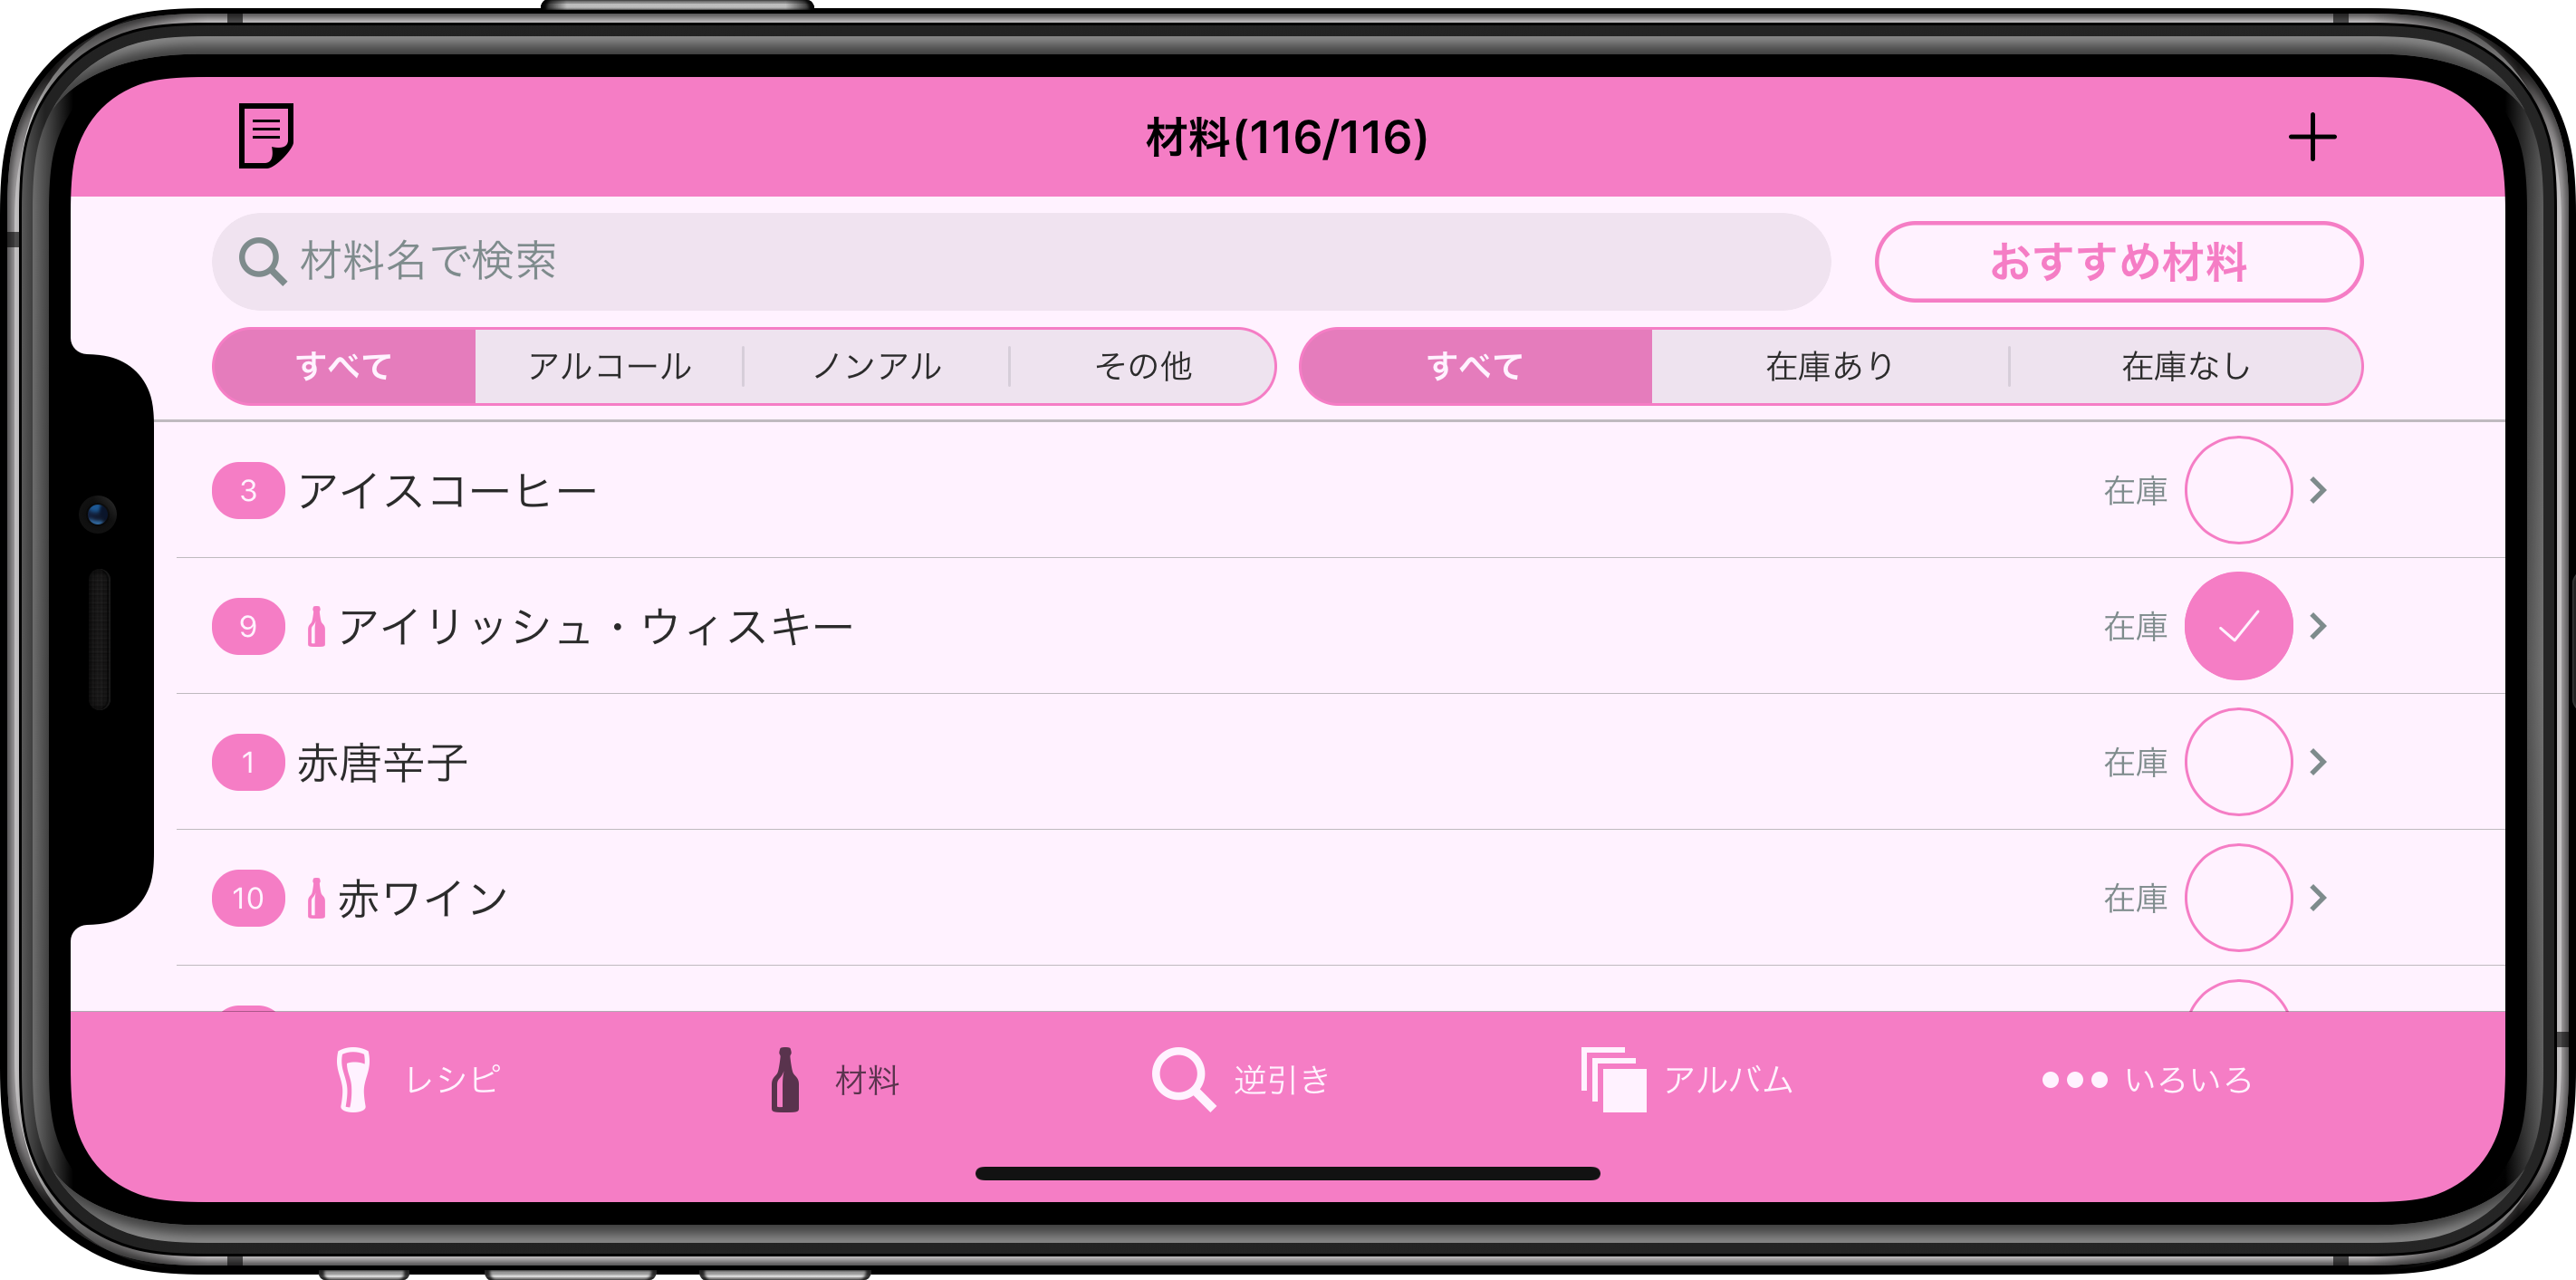 材料(116/116)
材料名で検索 おすすめ材料
すべて アルコール ノンアル その他 すべて 在庫あり 在庫なし
3 アイスコーヒー 在庫
9 アイリッシュ・ウィスキー 在庫
1 赤唐辛子 在庫
10 赤ワイン 在庫
レシピ 材料 逆引き アルバム いろいろ